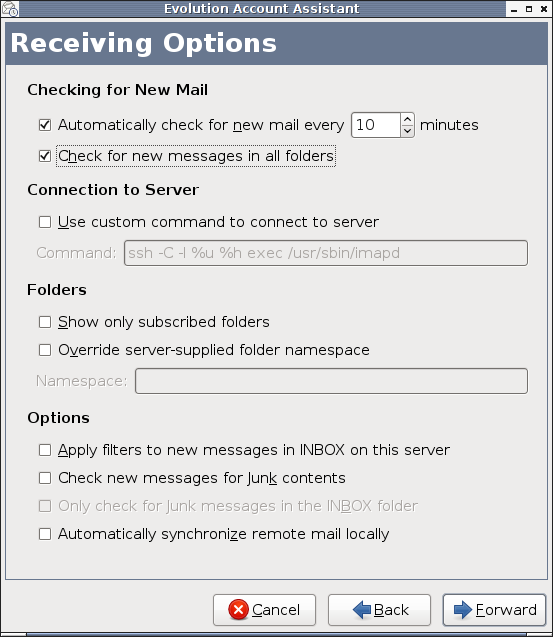 Evolution Account Assistant
Receiving Options
Checking for New Mail
Automatically check for new mail every 10 minutes
Check for new messages in all folders
Connection to Server
Use custom command to connect to server
Command: ssh -C -l %u %h exec /usr/sbin/imapd
Folders
Show only subscribed folders
Override server-supplied folder namespace
Namespace:
Options
Apply filters to new messages in INBOX on this server
Check new messages for Junk contents
Only check for Junk messages in the INBOX folder
Automatically synchronize remote mail locally
Cancel Back Forward